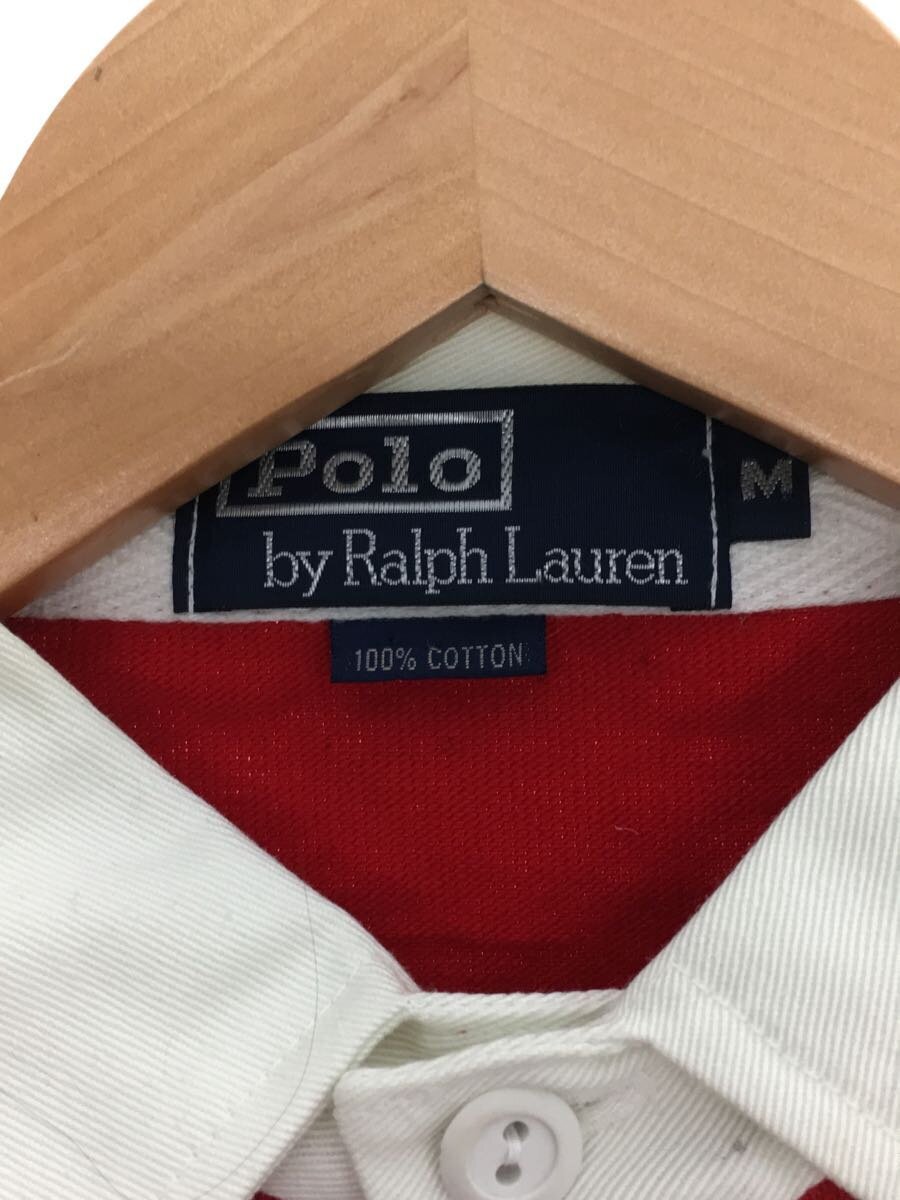 Polo
by Ralph Lauren
M
100% COTTON